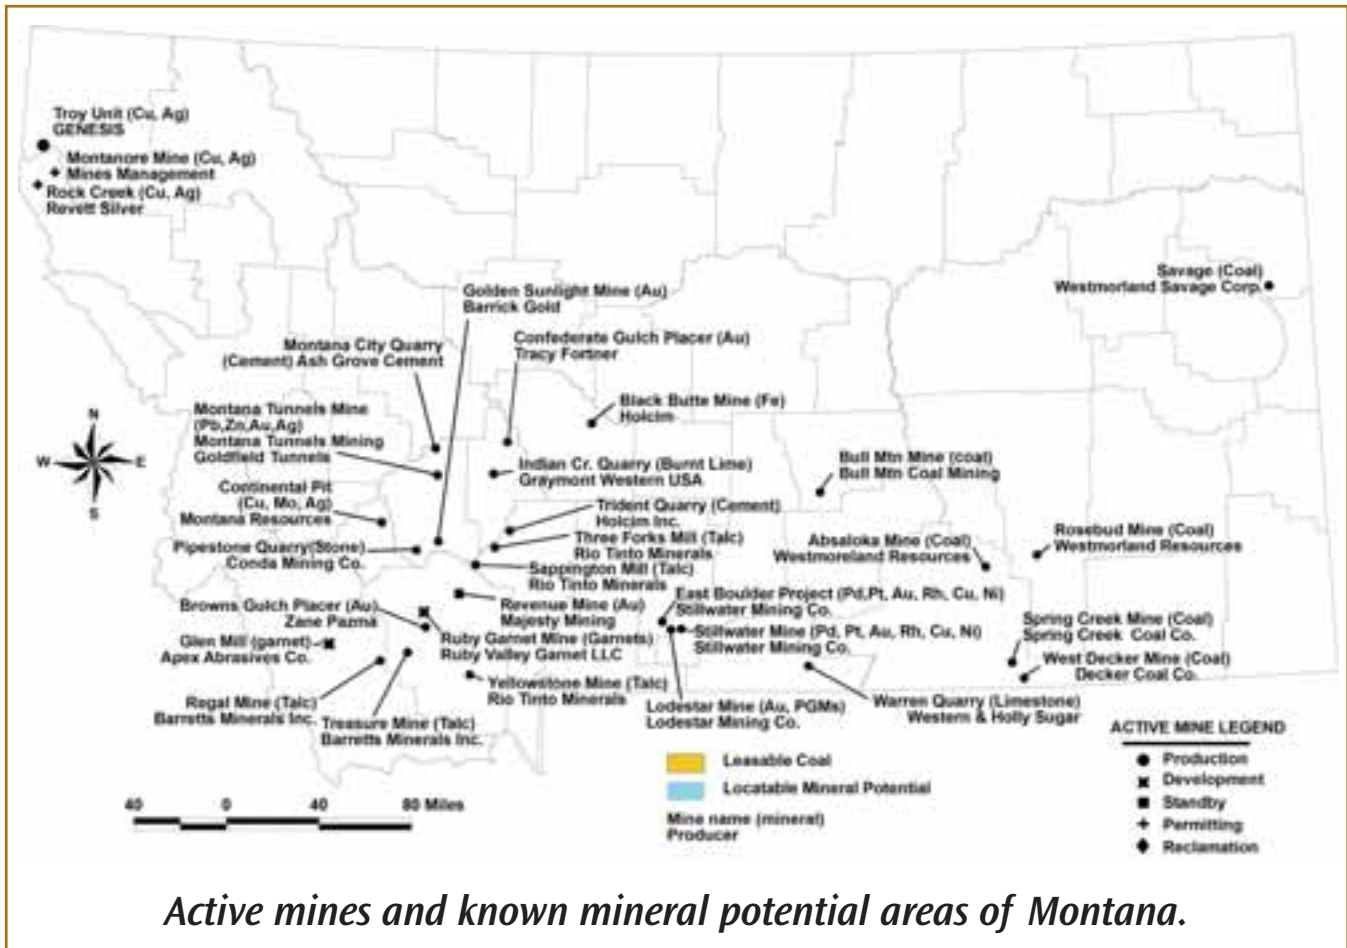 Troy Unit (Cu, Ag)
GENESIS
Montanore Mine (Cu, Ag)
Mines Management
Rock Creek (Cu, Ag)
Revett Silver
Savage (Coal)
Westmorland Savage Corp.
Golden Sunlight Mine (Au)
Barrick Gold
Montana City Quarry
(Cement) Ash Grove Cement
Confederate Gulch Placer (Au)
Tracy Fortner
Black Butte Mine (Fe)
Holcim
Montana Tunnels Mine
(Pb,Zn,Au,Ag)
Montana Tunnels Mining
Goldfield Tunnels
N
W
E
S
Indian Cr. Quarry (Burnt Lime)
Graymont Western USA
Bull Mtn Mine (coal)
Bull Mtn Coal Mining
Continental Pit
(Cu, Mo, Ag)
Montana Resources
Trident Quarry (Cement)
Holcim Inc.
Three Forks Mill (Talc)
Rio Tinto Minerals
Absaloka Mine (Coal)
Westmoreland Resources
Rosebud Mine (Coal)
Westmorland Resources
Pipestone Quarry(Stone)
Conda Mining Co.
Sappington Mill (Talc)
Rio Tinto Minerals
Browns Gulch Placer (Au)
Zane Pazma
Revenue Mine (Au)
Majesty Mining
East Boulder Project (Pd,Pt, Au, Rh, Cu, Ni)
Stillwater Mining Co.
Glen Mill (garnet)
Apex Abrasives Co.
Ruby Garnet Mine (Garnets)
Ruby Valley Garnet LLC
Stillwater Mine (Pd, Pt, Au, Rh, Cu, Ni)
Stillwater Mining Co.
Spring Creek Mine (Coal)
Spring Creek Coal Co.
West Decker Mine (Coal)
Decker Coal Co.
Regal Mine (Talc)
Barretts Minerals Inc.
Treasure Mine (Talc)
Barretts Minerals Inc.
Yellowstone Mine (Talc)
Rio Tinto Minerals
Lodestar Mine (Au, PGMs)
Lodestar Mining Co.
Warren Quarry (Limestone)
Western & Holly Sugar
40 0 40 80 Miles
Leasable Coal
Locatable Mineral Potential
Mine name (mineral)
Producer
ACTIVE MINE LEGEND
Production
Development
Standby
Permitting
Reclamation
Active mines and known mineral potential areas of Montana.